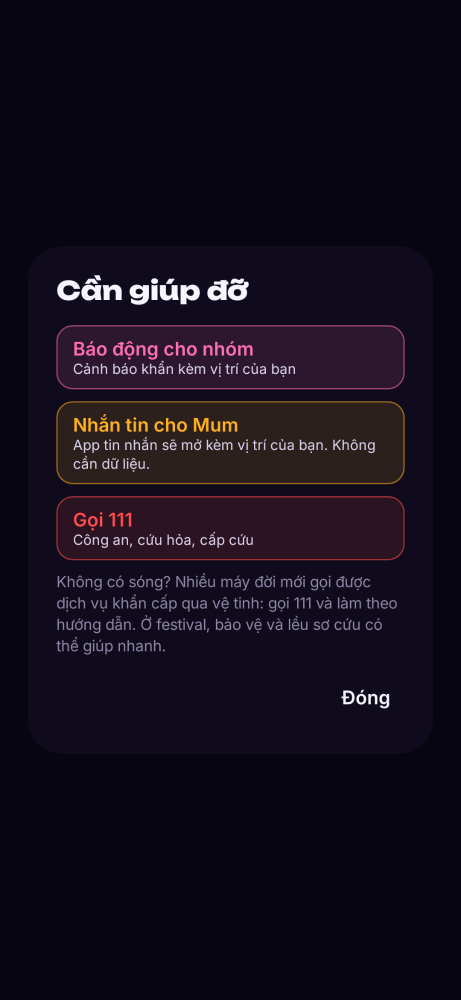 Cần giúp đỡ
Báo động cho nhóm
Cảnh báo khẩn kèm vị trí của bạn
Nhắn tin cho Mum
App tin nhắn sẽ mở kèm vị trí của bạn. Không
cần dữ liệu.
Gọi 111
Công an, cứu hỏa, cấp cứu
Không có sóng? Nhiều máy đời mới gọi được
dịch vụ khẩn cấp qua vệ tinh: gọi 111 và làm theo
hướng dẫn. Ở festival, bảo vệ và lều sơ cứu có
thể giúp nhanh.
Đóng